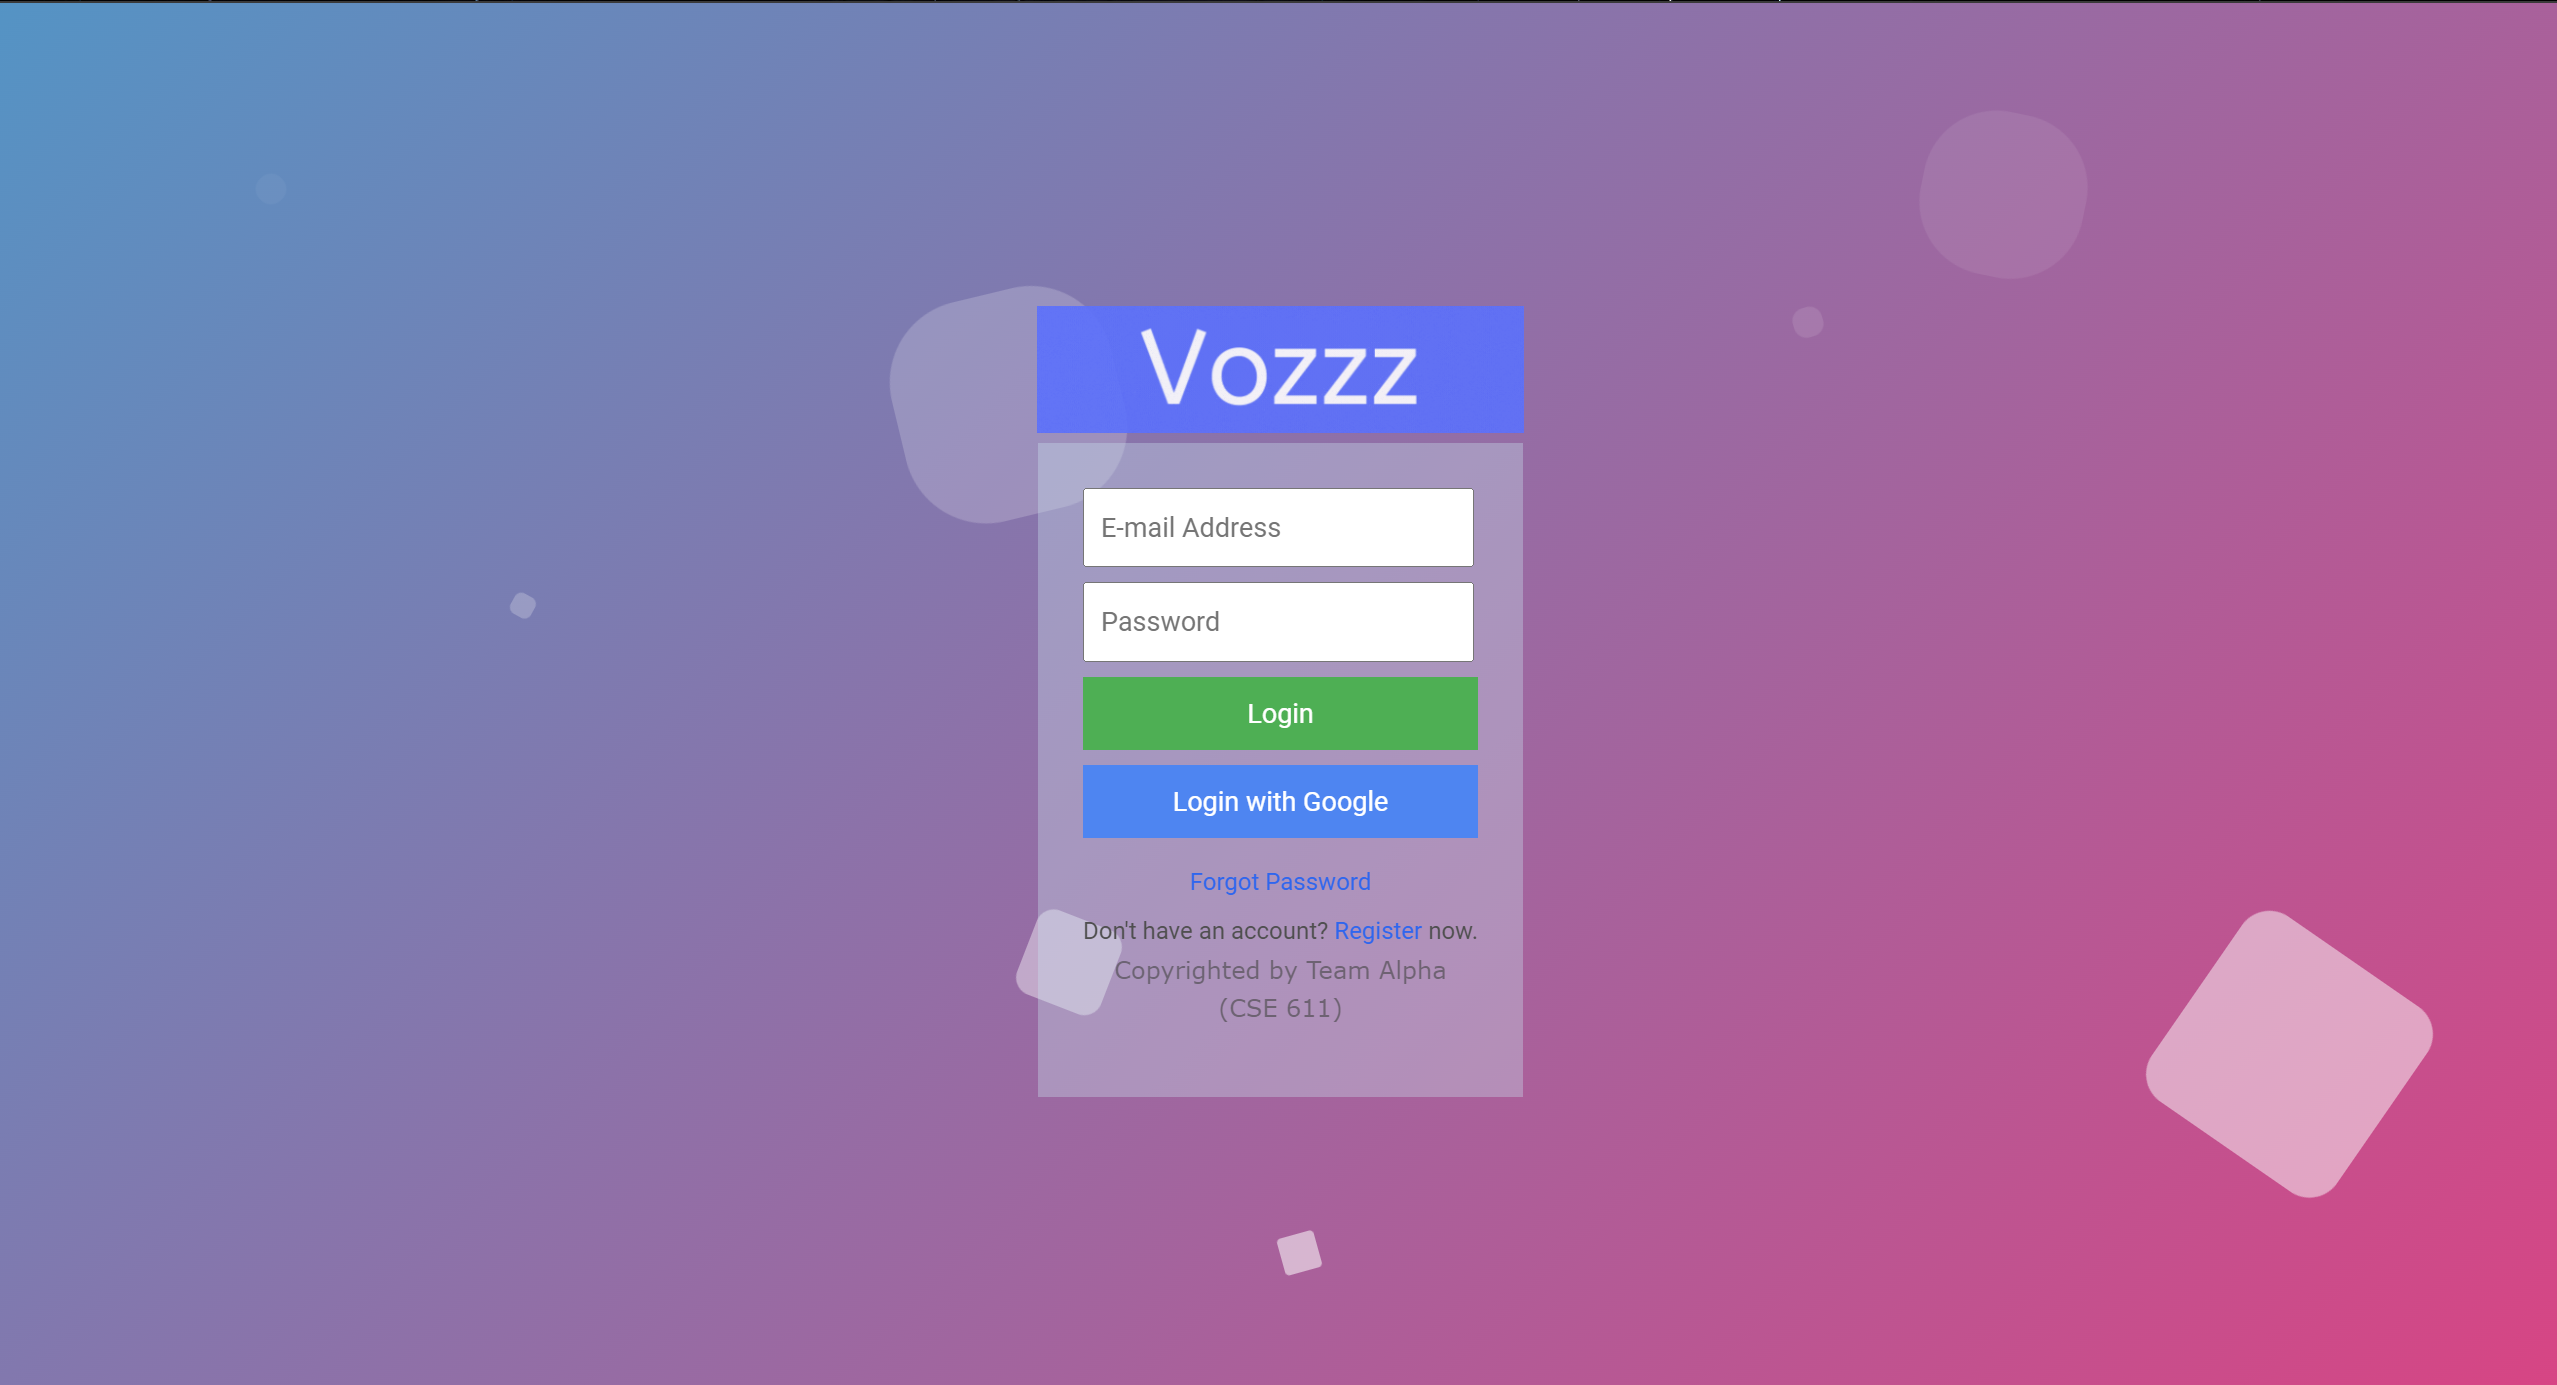 Vozzz
E-mail Address
Password
Login
Login with Google
Forgot Password
Don't have an account? Register now.
Copyrighted by Team Alpha
(CSE 611)